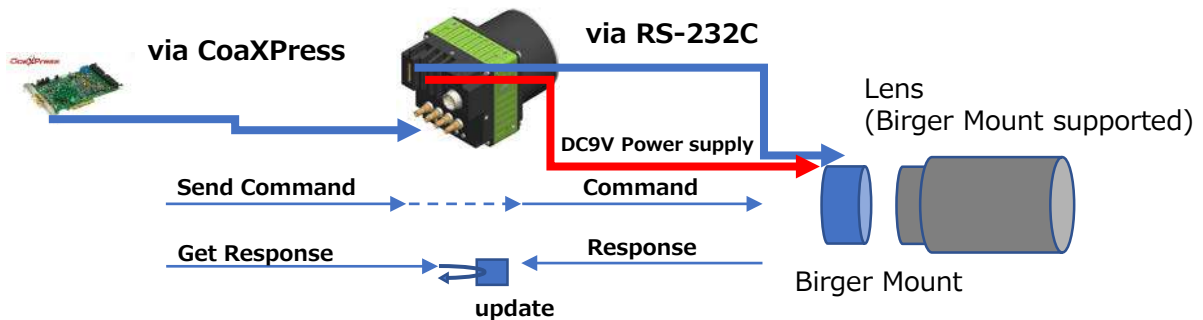 via CoaXPress
via RS-232C
CoaXPress
Lens
(Birger Mount supported)
DC9V Power supply
Send Command
Command
Get Response
Response
update
Birger Mount